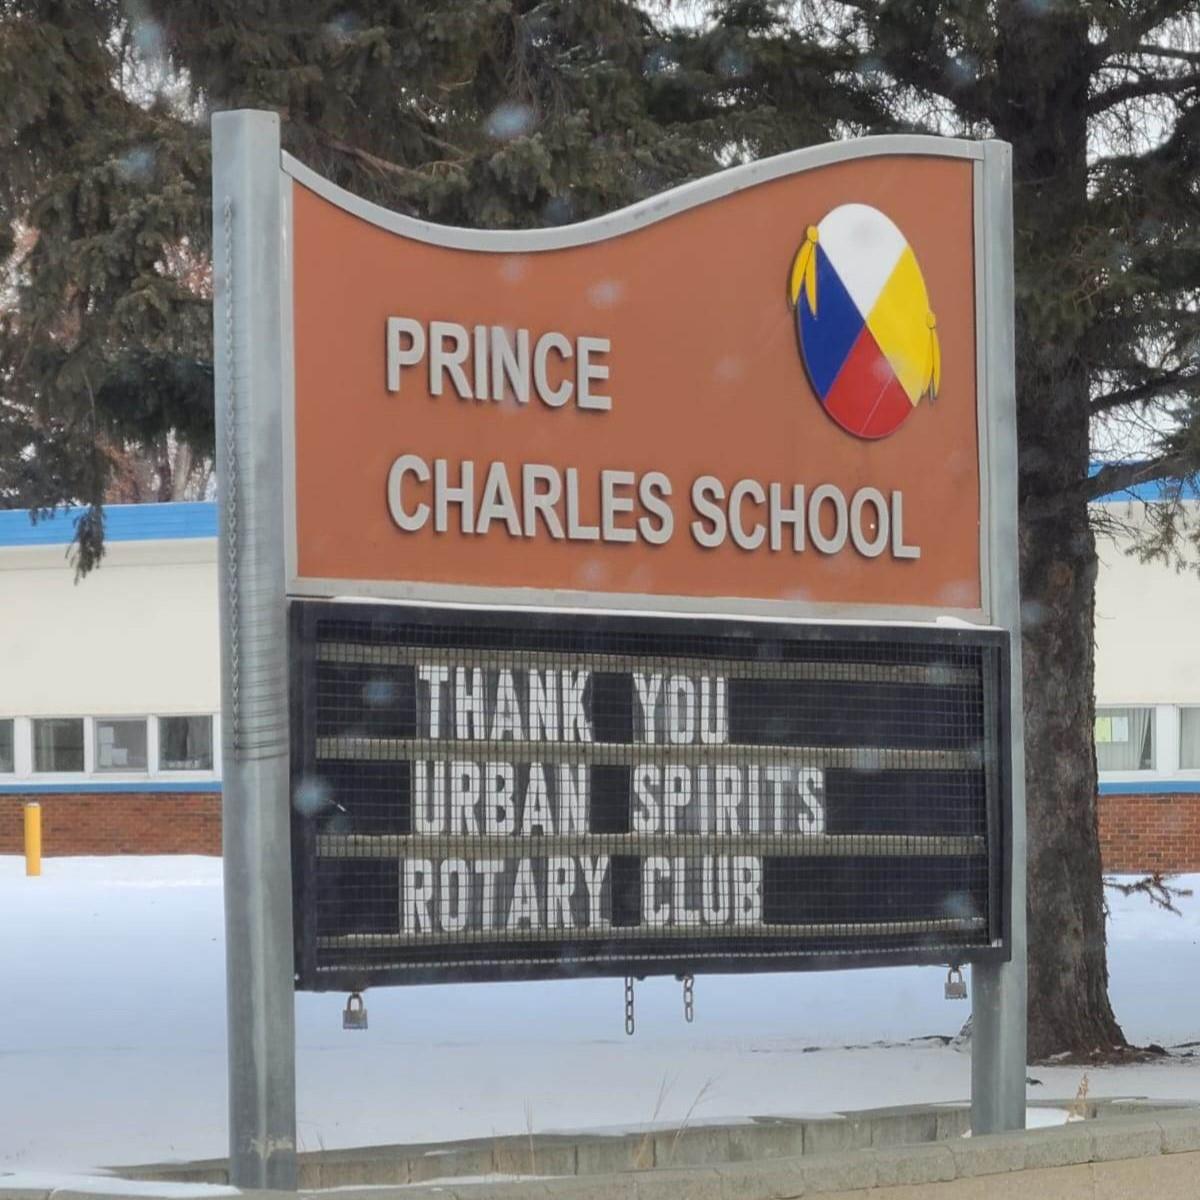 PRINCE
CHARLES SCHOOL
THANK YOU
URBAN SPIRITS
ROTARY CLUB